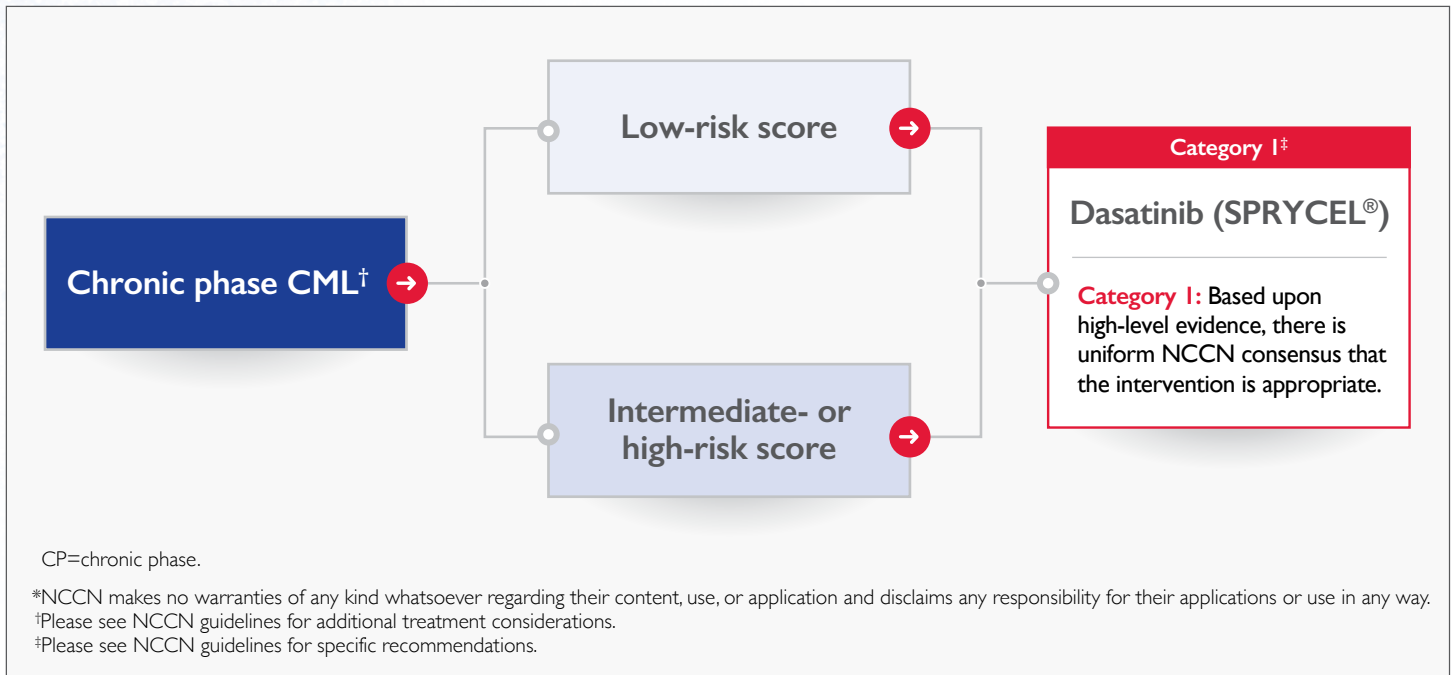 Low-risk score
Category 1‡
Dasatinib (SPRYCEL®)
Chronic phase CML†
Category 1: Based upon
high-level evidence, there is
uniform NCCN consensus that
the intervention is appropriate.
Intermediate- or
high-risk score
CP=chronic phase.
*NCCN makes no warranties of any kind whatsoever regarding their content, use, or application and disclaims any responsibility for their applications or use in any way.
†Please see NCCN guidelines for additional treatment considerations.
‡Please see NCCN guidelines for specific recommendations.